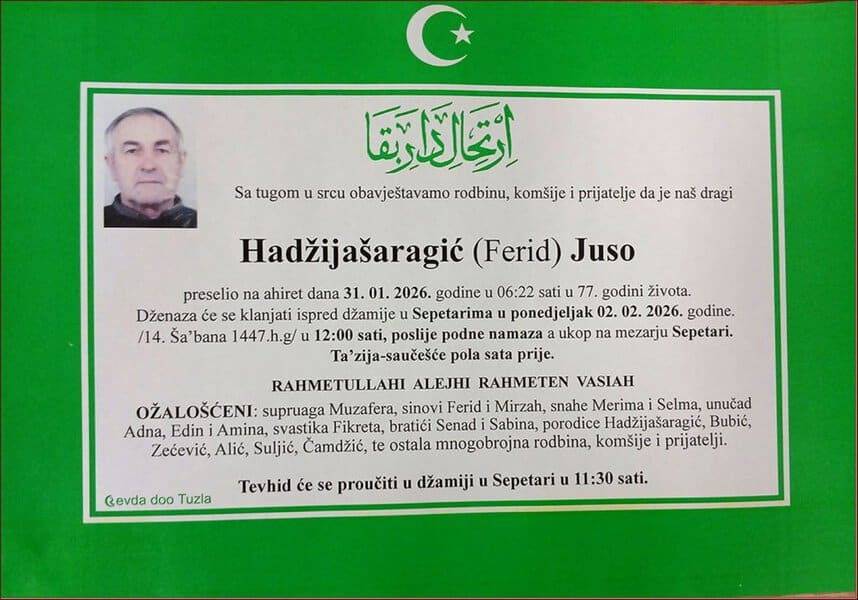 اِرْتِحَالِ دَارِ بَقَا
Sa tugom u srcu obavještavamo rodbinu, komšije i prijatelje da je naš dragi
Hadžijašaragić (Ferid) Juso
preselio na ahiret dana 31. 01. 2026. godine u 06:22 sati u 77. godini života.
Dženaza će se klanjati ispred džamije u Sepetarima u ponedjeljak 02. 02. 2026. godine.
/14. Ša'bana 1447.h.g/ u 12:00 sati, poslije podne namaza a ukop na mezarju Sepetari.
Ta'zija-saučešće pola sata prije.
RAHMETULLAHI ALEJHI RAHMETEN VASIAH
OŽALOŠĆENI: supruaga Muzafera, sinovi Ferid i Mirzah, snahe Merima i Selma, unučad
Adna, Edin i Amina, svastika Fikreta, bratići Senad i Sabina, porodice Hadžijašaragić, Bubić,
Zećević, Alić, Suljić, Čamdžić, te ostala mnogobrojna rodbina, komšije i prijatelji.
Tevhid će se proučiti u džamiji u Sepetari u 11:30 sati.
Sevda doo Tuzla